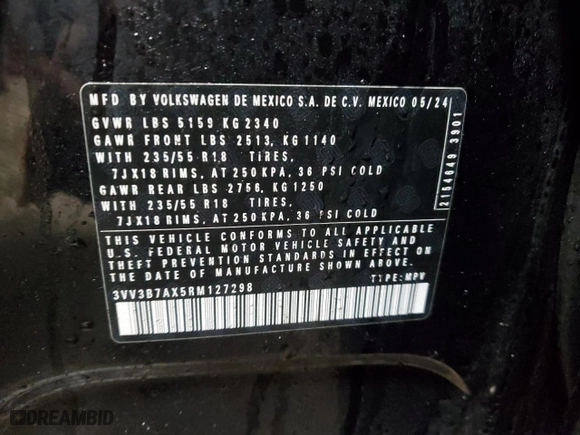 MFD BY VOLKSWAGEN DE MEXICO S.A. DE C.V. MEXICO 05/24
GVWR LBS 5159 KG 2340
GAWR FRONT LBS 2513, KG 1140
WITH 235/55 R18 TIRES,
7JX18 RIMS, AT 250 KPA, 36 PSI COLD
GAWR REAR LBS 2756, KG 1250
WITH 235/55 R18 TIRES,
7JX18 RIMS, AT 250 KPA, 36 PSI COLD
THIS VEHICLE CONFORMS TO ALL APPLICABLE
U.S. FEDERAL MOTOR VEHICLE SAFETY AND
THEFT PREVENTION STANDARDS IN EFFECT ON
THE DATE OF MANUFACTURE SHOWN ABOVE.
3VV3B7AX5RM127298 TYPE: MPV
2154649 3901
DREAMBID